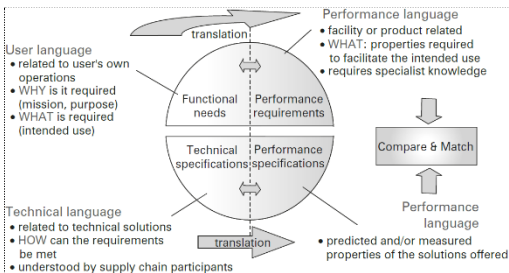 Performance language
• facility or product related
• WHAT: properties required
to facilitate the intended use
• requires specialist knowledge
translation
User language
• related to user's own
operations
• WHY is it required
(mission, purpose)
• WHAT is required
(intended use)
Functional
needs
Performance
requirements
Technical
specifications
Performance
specifications
Compare & Match
Technical language
• related to technical solutions
• HOW can the requirements
be met
• understood by supply chain participants
translation
Performance
language
• predicted and/or measured
properties of the solutions offered